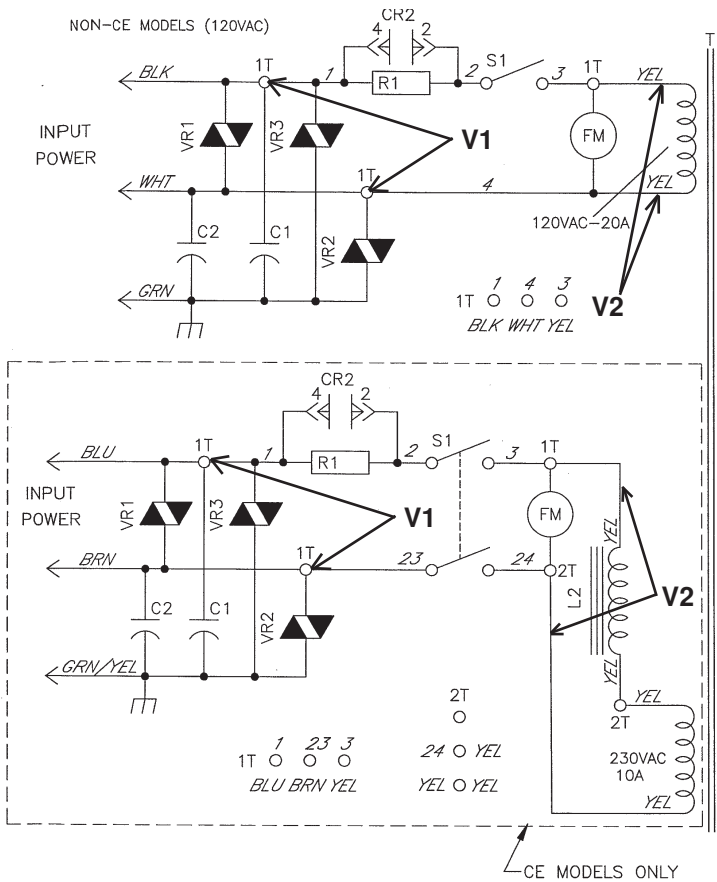 NON-CE MODELS (120VAC)
CR2
4 2
BLK
1T
1
R1
2
S1
3
1T
YEL
T
INPUT
POWER
VR1
VR3
V1
FM
WHT
1T
4
YEL
120VAC-20A
C2
C1
VR2
GRN
1 4 3
1T
BLK WHT YEL
V2
CR2
4 2
BLU
1T
1
R1
2
S1
3
1T
INPUT
POWER
VR1
VR3
V1
FM
YEL
BRN
1T
23
24
2T
L2
V2
C2
C1
VR2
GRN/YEL
YEL
YEL
2T
2T
1 23 3
1T
BLU BRN YEL
24 YEL
YEL YEL
230VAC
10A
YEL
CE MODELS ONLY